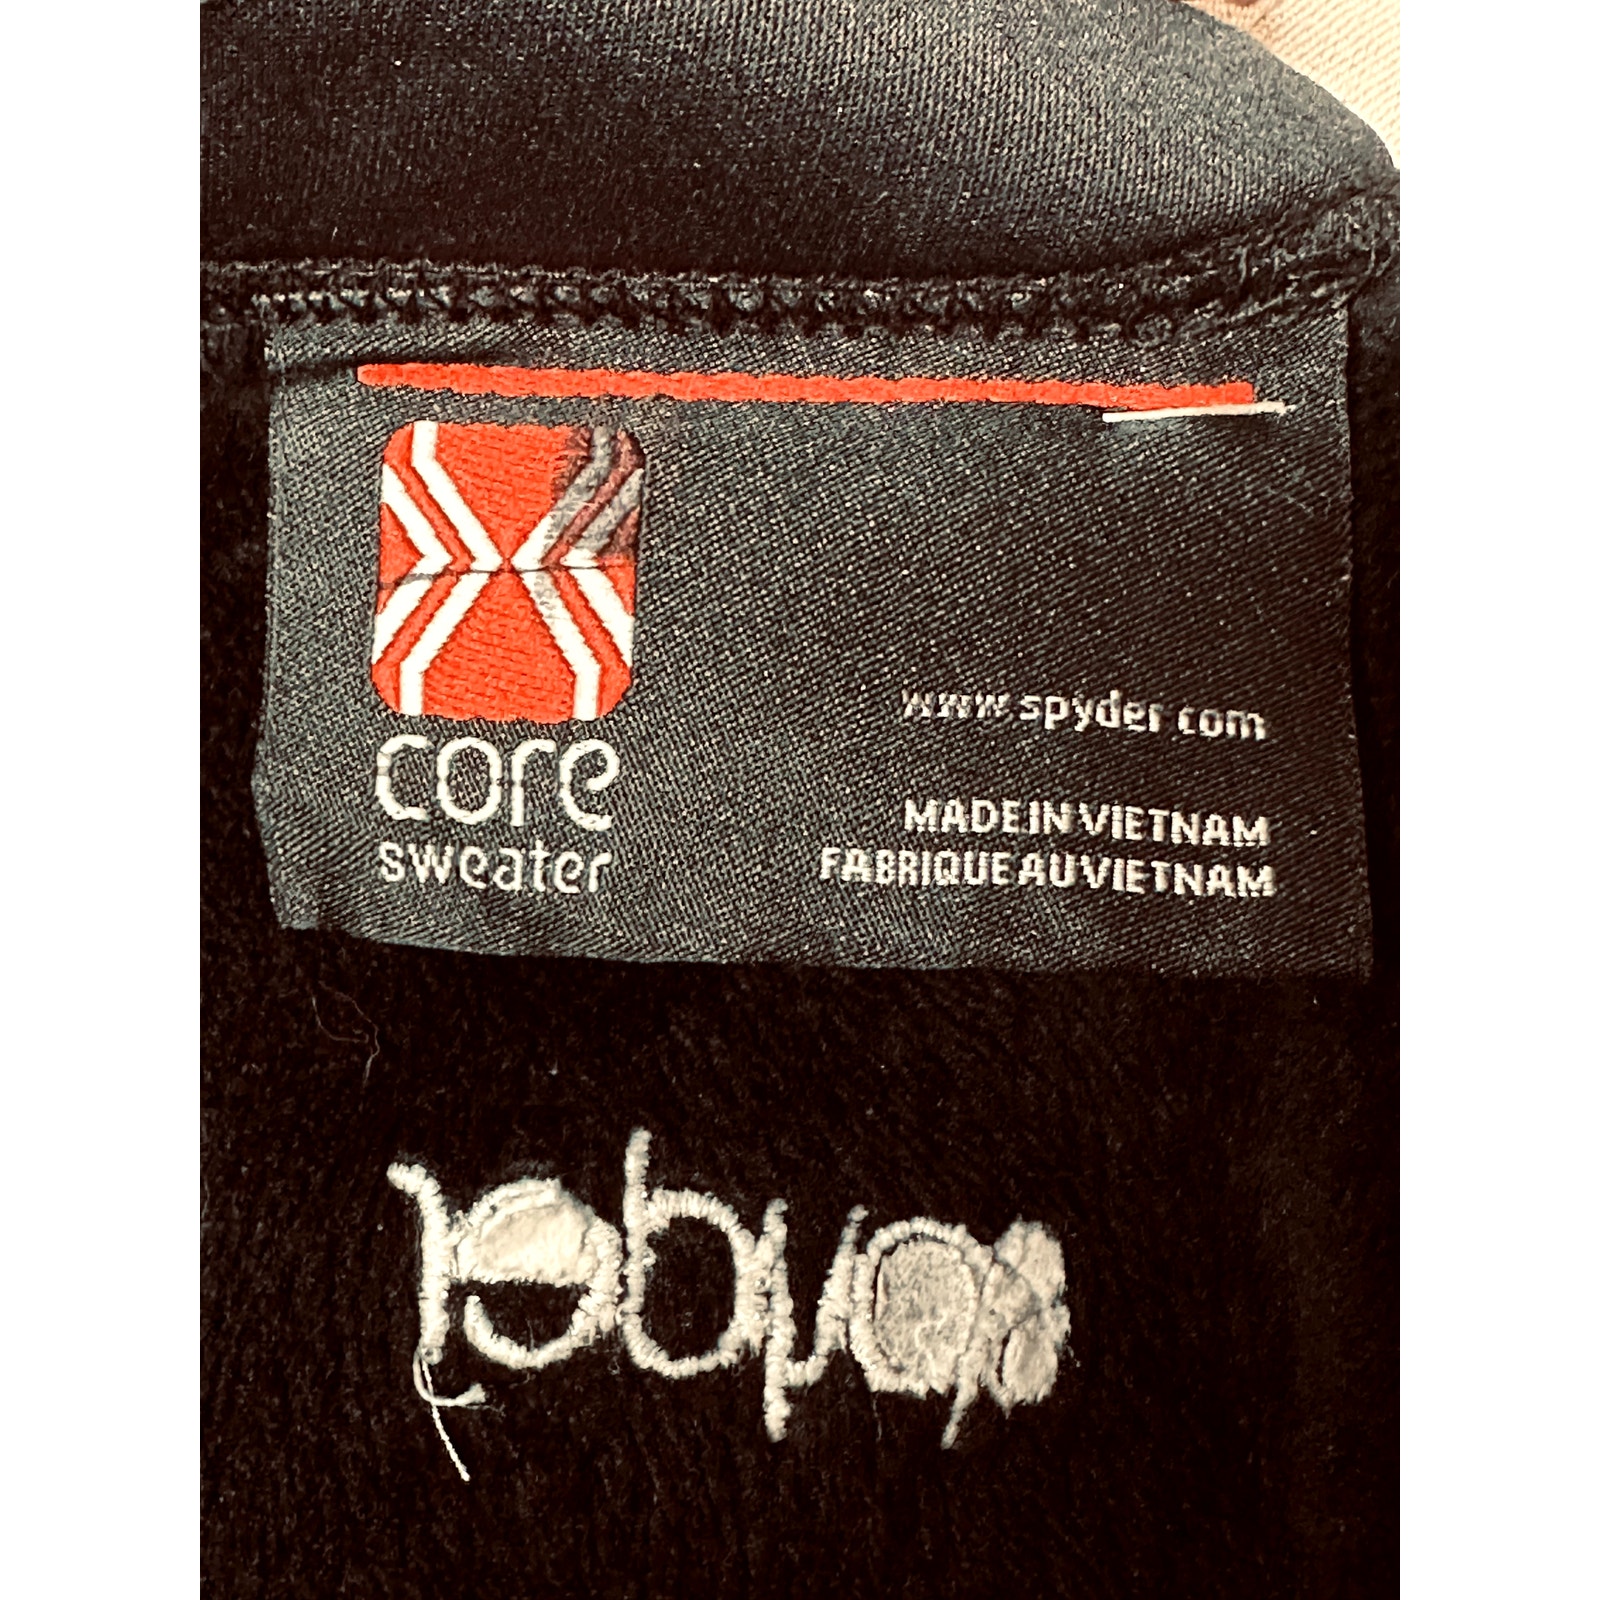 core
sweater
www.spyder.com
MADE IN VIETNAM
FABRIQUE AU VIETNAM
spyder